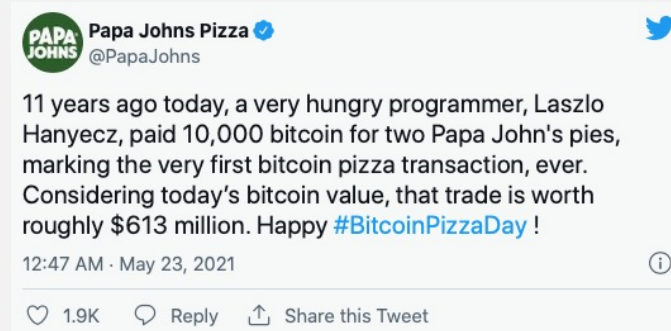 PAPA JOHNS
Papa Johns Pizza
@PapaJohns
11 years ago today, a very hungry programmer, Laszlo
Hanyecz, paid 10,000 bitcoin for two Papa John's pies,
marking the very first bitcoin pizza transaction, ever.
Considering today's bitcoin value, that trade is worth
roughly $613 million. Happy #BitcoinPizzaDay !
12:47 AM · May 23, 2021
1.9K Reply Share this Tweet